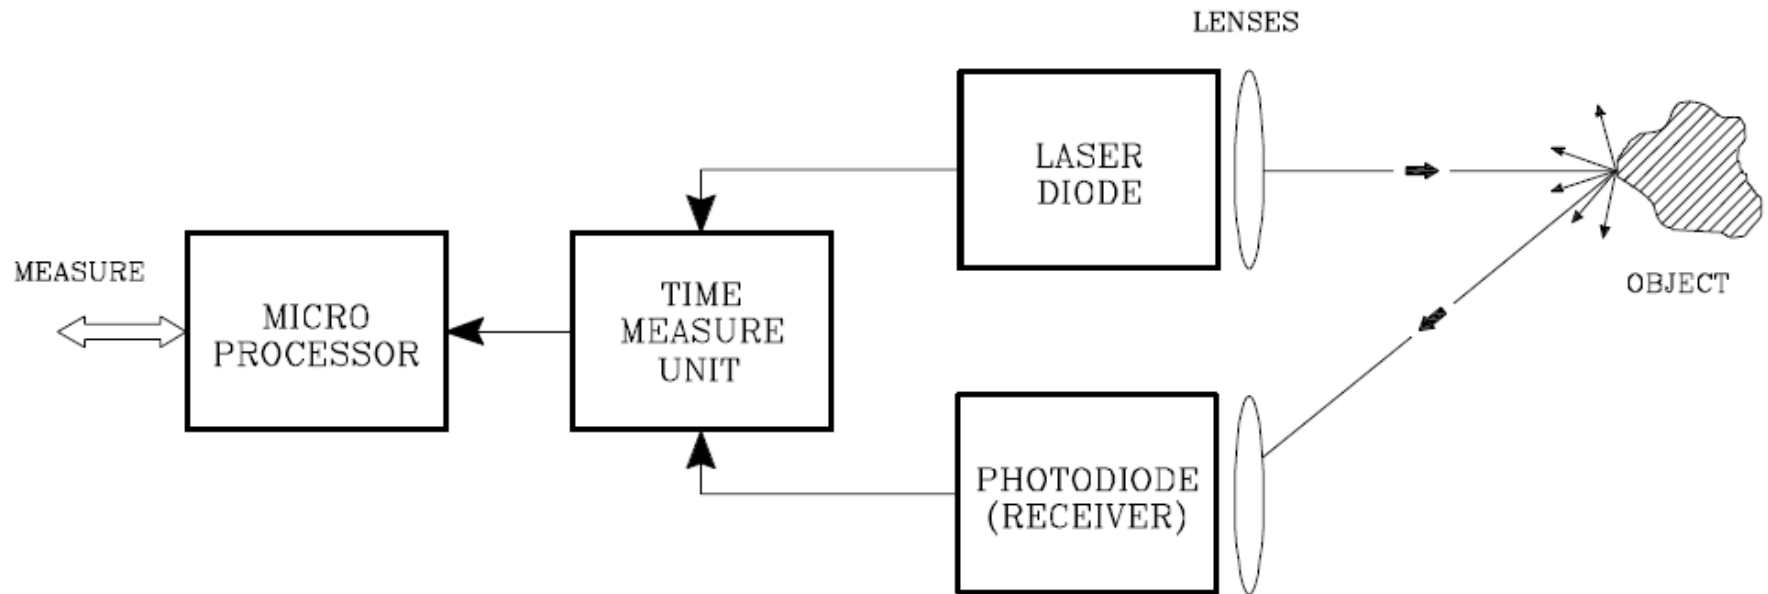 LENSES
LASER
DIODE
OBJECT
MEASURE
MICRO
PROCESSOR
TIME
MEASURE
UNIT
PHOTODIODE
(RECEIVER)